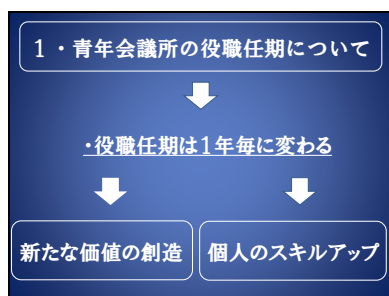 1・青年会議所の役職任期について
・役職任期は1年毎に変わる
新たな価値の創造
個人のスキルアップ